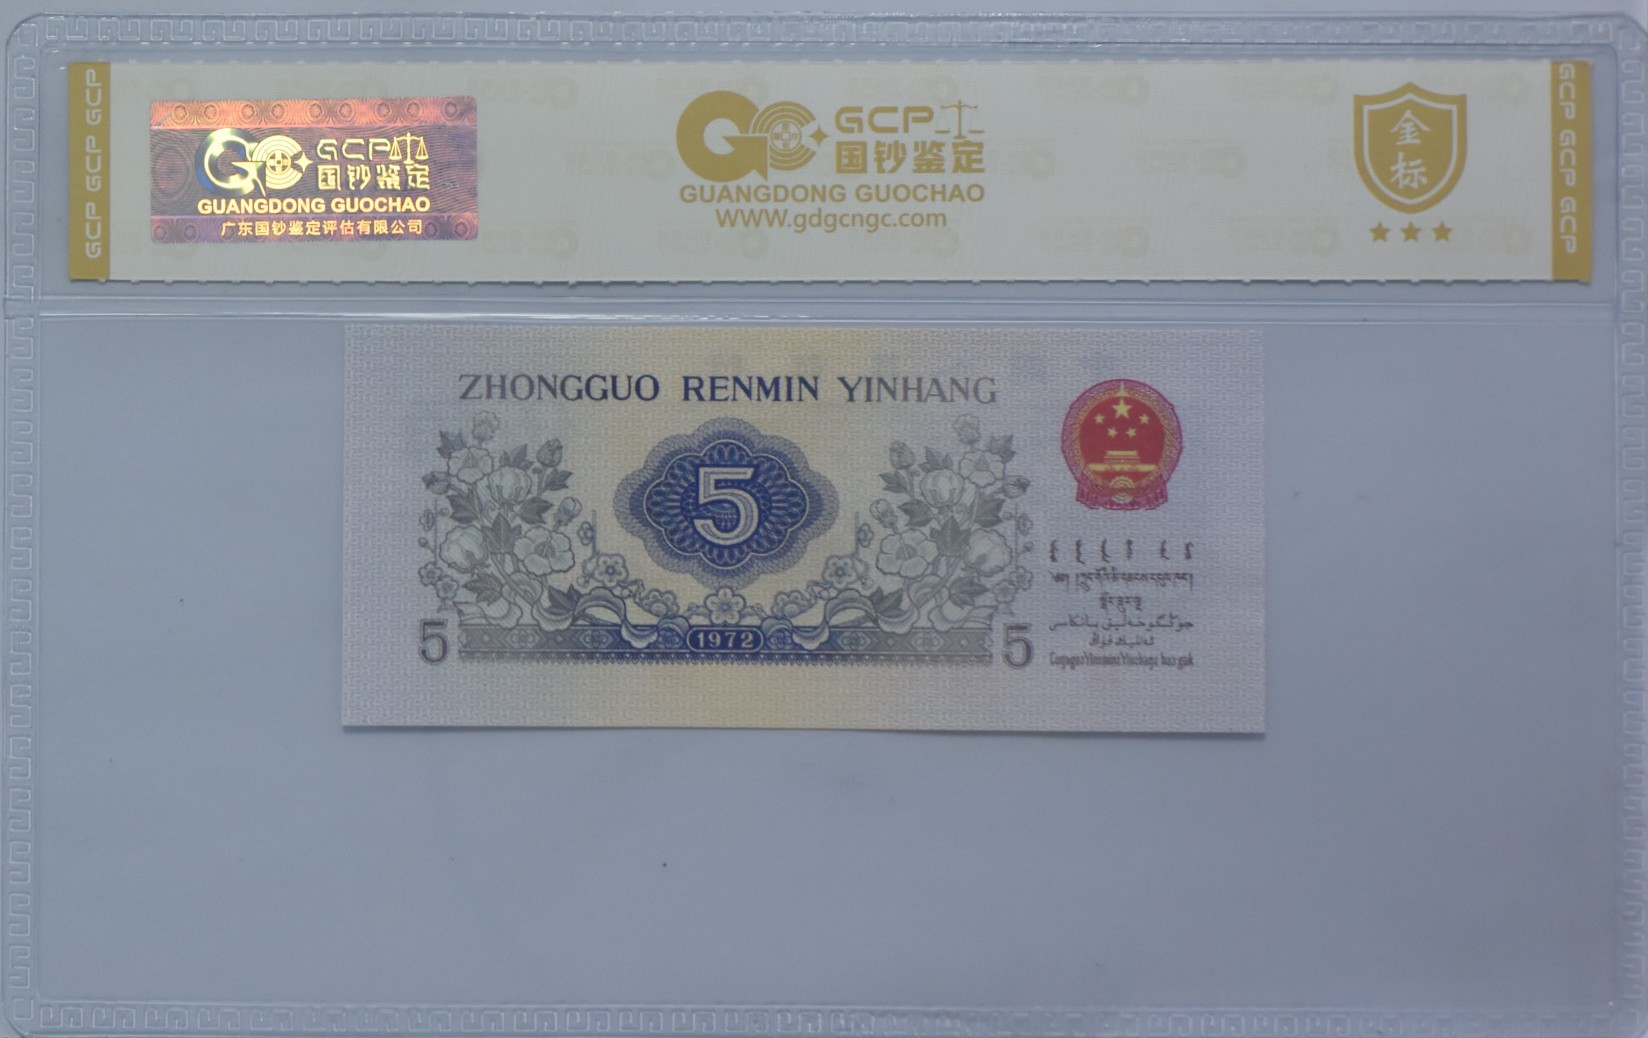 GCP GCP GCP
GCP
国钞鉴定
GUANGDONG GUOCHAO
广东国钞鉴定评估有限公司
GCP
国钞鉴定
GUANGDONG GUOCHAO
WWW.gdgcngc.com
金标
GCP GCP GCP
ZHONGGUO RENMIN YINHANG
5
1972
5
5